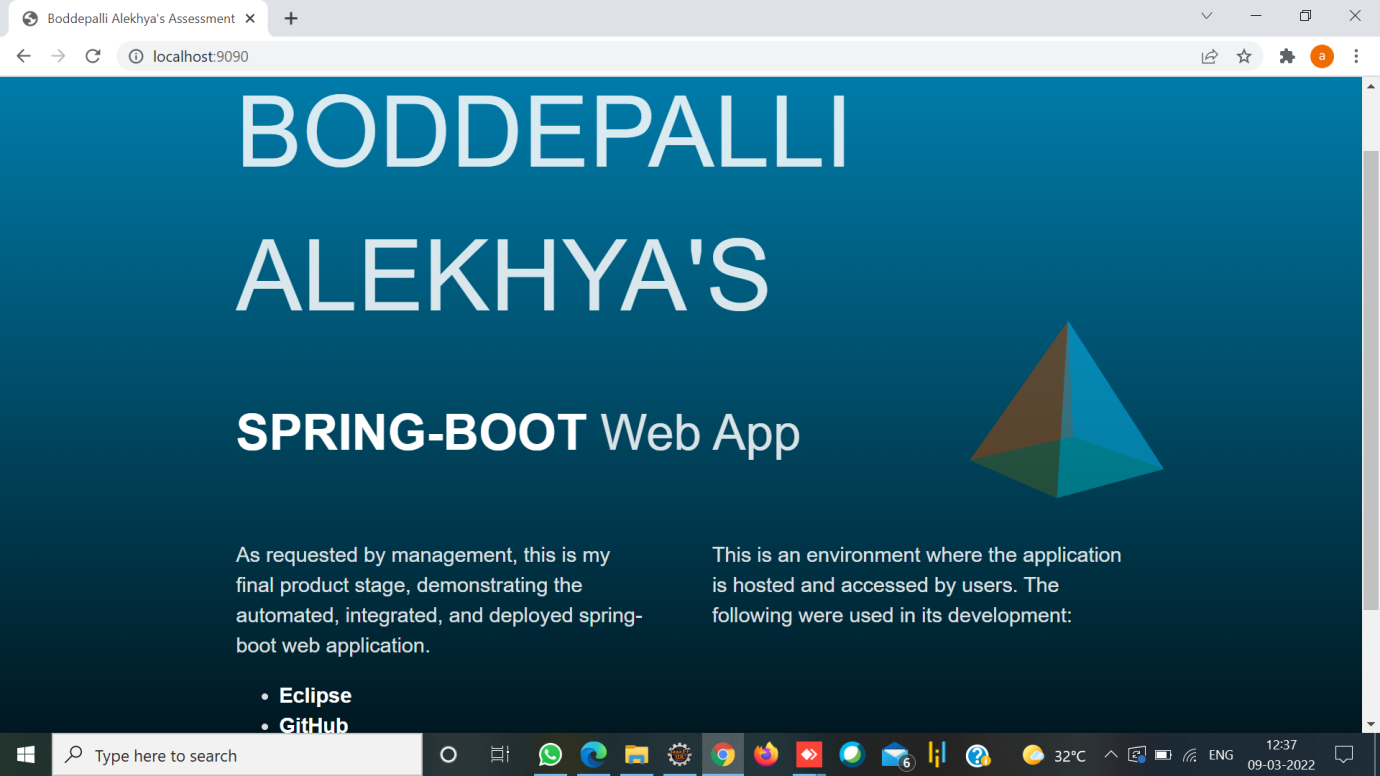 Boddepalli Alekhya's Assessment
localhost:9090
a
BODDEPALLI
ALEKHYA'S
SPRING-BOOT Web App
As requested by management, this is my
final product stage, demonstrating the
automated, integrated, and deployed spring-
boot web application.
• Eclipse
• GitHub
This is an environment where the application
is hosted and accessed by users. The
following were used in its development:
Type here to search
6
32°C
ENG
12:37
09-03-2022